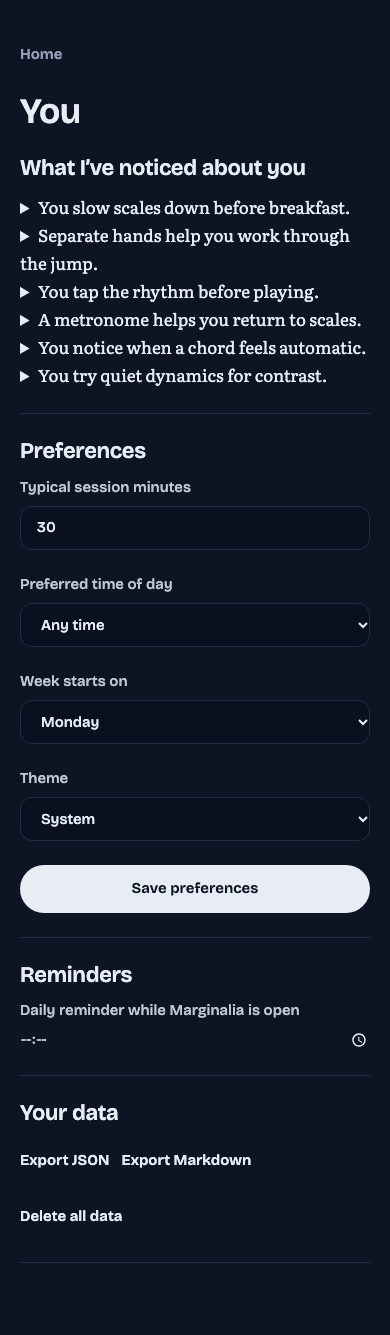 Home
You
What I've noticed about you
You slow scales down before breakfast.
Separate hands help you work through
the jump.
You tap the rhythm before playing.
A metronome helps you return to scales.
You notice when a chord feels automatic.
You try quiet dynamics for contrast.
Preferences
Typical session minutes
30
Preferred time of day
Any time
Week starts on
Monday
Theme
System
Save preferences
Reminders
Daily reminder while Marginalia is open
--:--
Your data
Export JSON Export Markdown
Delete all data